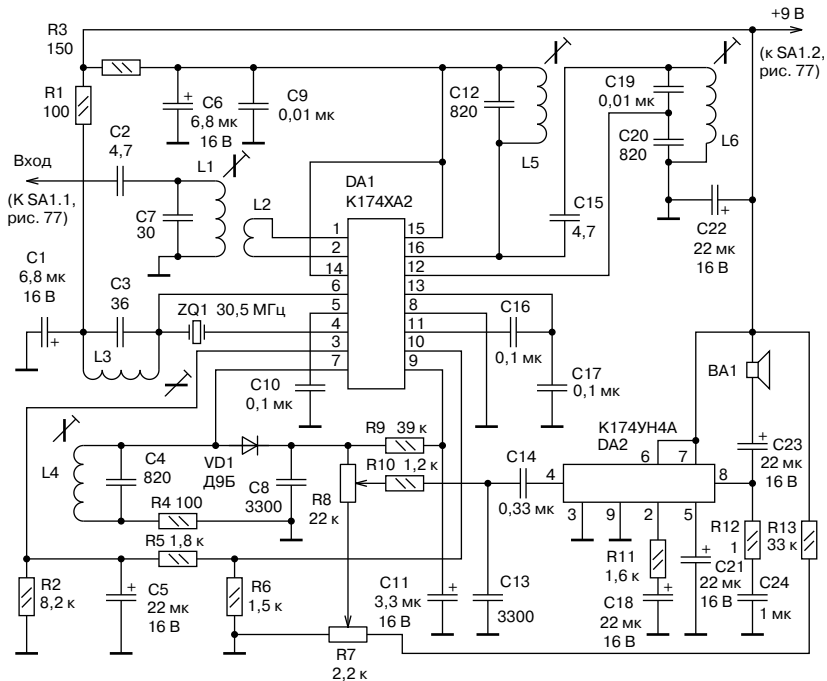 +9 В
(к SA1.2,
рис. 77)
R3
150
R1
100
C6
6,8 мк
16 В
C9
0,01 мк
C12
820
L5
C19
0,01 мк
C20
820
L6
C2
4,7
Вход
(К SA1.1,
рис. 77)
L1
C7
30
L2
DA1
К174ХА2
C15
4,7
C22
22 мк
16 В
1
2
14
6
5
4
3
7
15
16
12
13
8
11
10
9
C1
6,8 мк
16 В
C3
36
ZQ1 30,5 МГц
L3
C16
0,1 мк
C17
0,1 мк
C10
0,1 мк
BA1
L4
C4
820
VD1
Д9Б
C8
3300
R9 39 к
R10 1,2 к
R8
22 к
C14
0,33 мк
К174УН4А
DA2
6
7
4
8
3
9
2
5
C23
22 мк
16 В
R4 100
R5 1,8 к
R12
1
R13
33 к
R11
1,6 к
C21
22 мк
16 В
C24
1 мк
C18
22 мк
16 В
R2
8,2 к
C5
22 мк
16 В
R6
1,5 к
C11
3,3 мк
16 В
C13
3300
R7
2,2 к